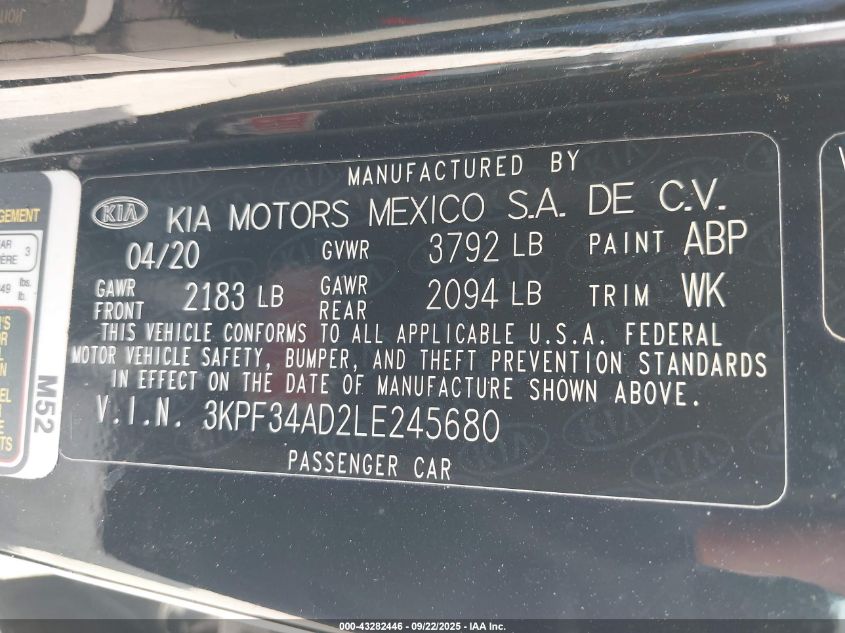 MANUFACTURED BY
KIA KIA MOTORS MEXICO S.A. DE C.V.
04/20 GVWR 3792 LB PAINT ABP
GAWR FRONT 2183 LB GAWR REAR 2094 LB TRIM WK
THIS VEHICLE CONFORMS TO ALL APPLICABLE U.S.A. FEDERAL
MOTOR VEHICLE SAFETY, BUMPER, AND THEFT PREVENTION STANDARDS
IN EFFECT ON THE DATE OF MANUFACTURE SHOWN ABOVE.
V.I.N. 3KPF34AD2LE245680
PASSENGER CAR
M52
000-43282446 - 09/22/2025 - IAA Inc.